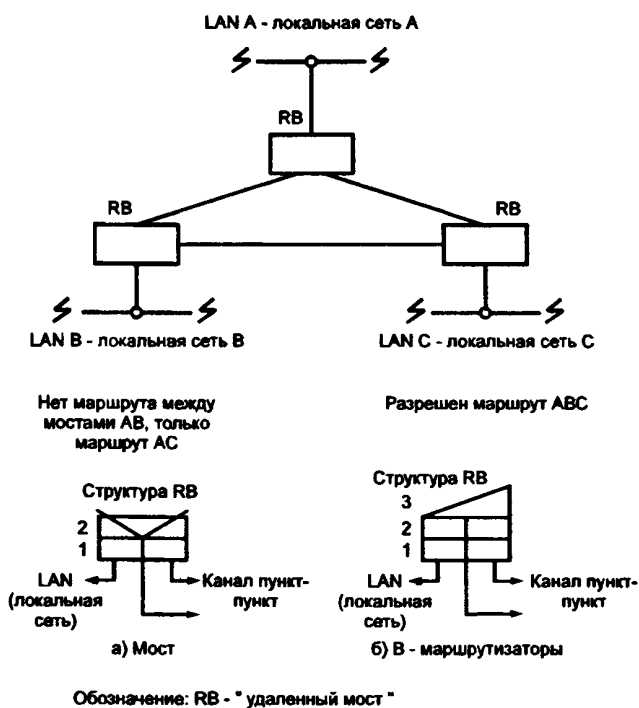 LAN A - локальная сеть A
RB
RB
RB
LAN B - локальная сеть B
LAN C - локальная сеть C
Нет маршрута между
мостами AB, только
маршрут AC
Разрешен маршрут ABC
Структура RB
2
1
LAN
(локальная
сеть)
Канал пункт-
пункт
а) Мост
Структура RB
3
2
1
LAN
(локальная
сеть)
Канал пункт-
пункт
б) В - маршрутизаторы
Обозначение: RB - " удаленный мост "